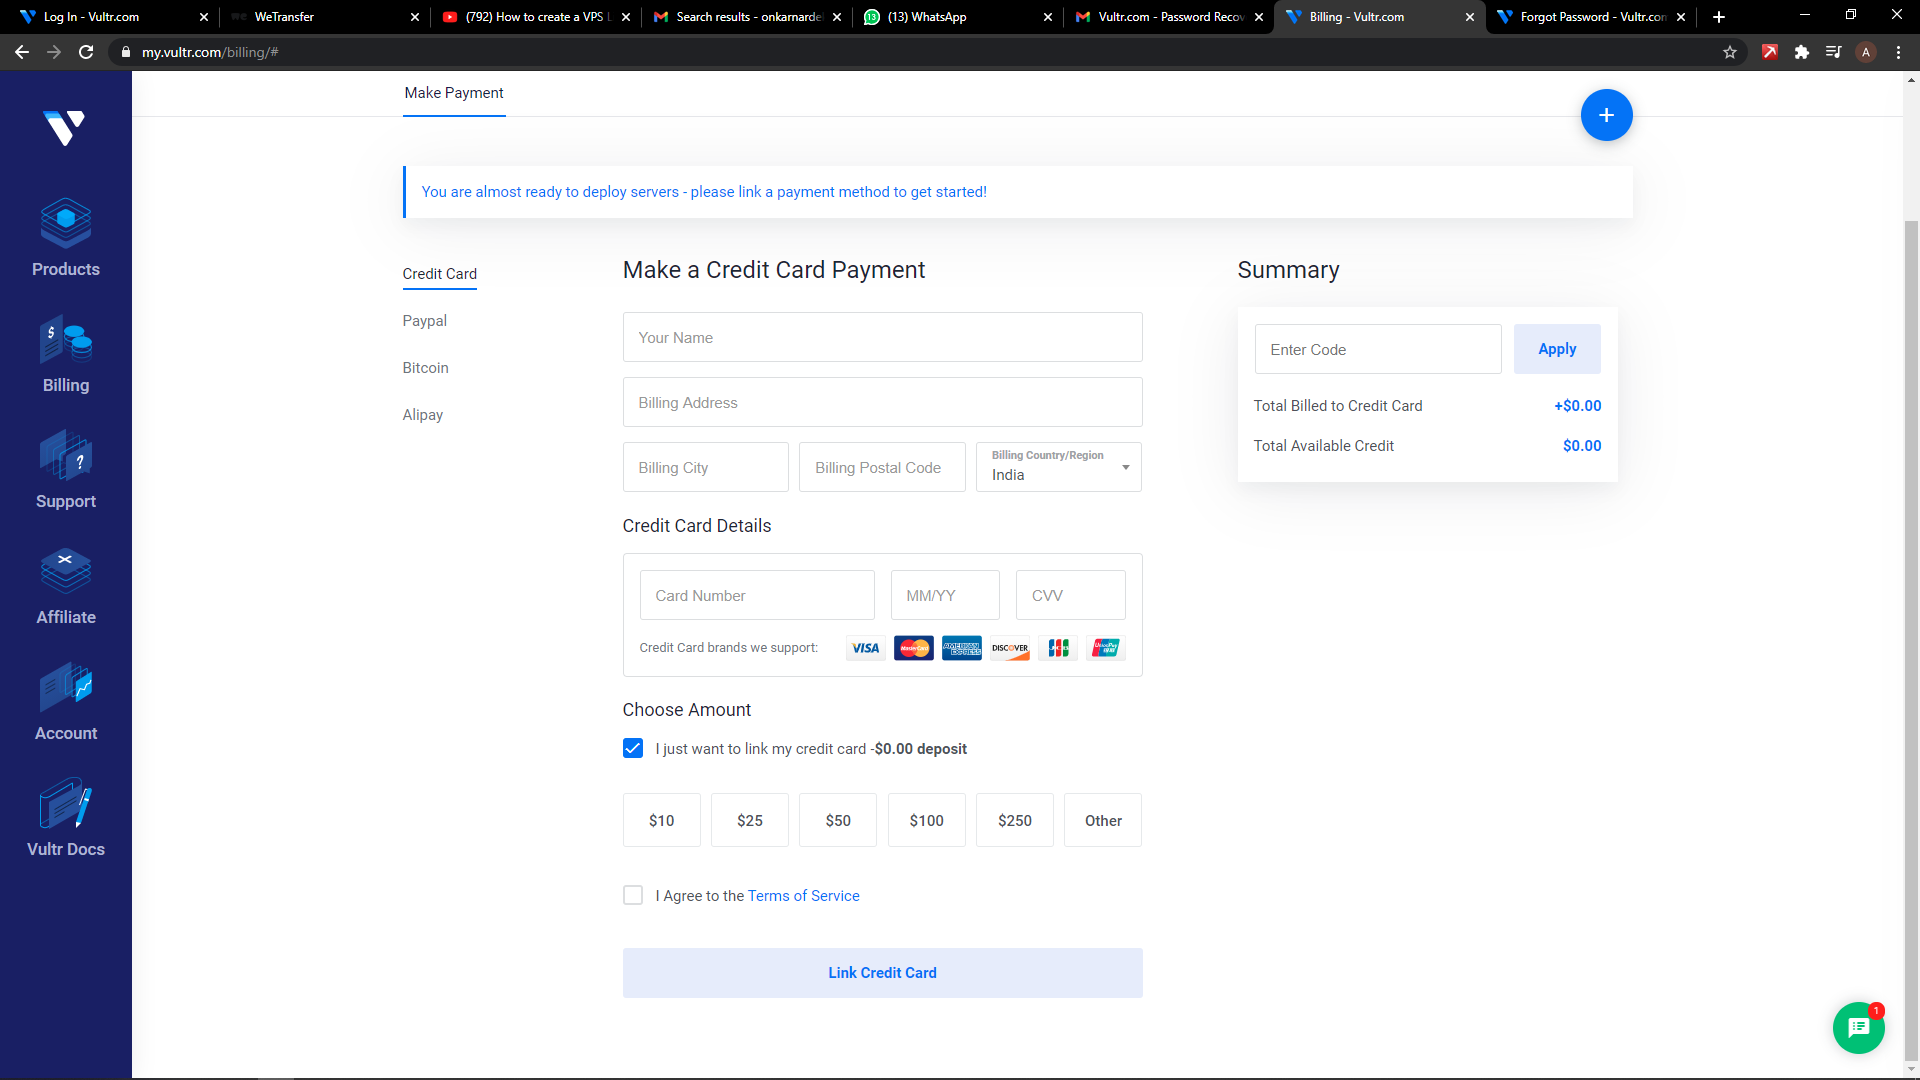 Log In - Vultr.com
WeTransfer
(792) How to create a VPS L
Search results - onkarnarde
(13) WhatsApp
Vultr.com - Password Recov
Billing - Vultr.com
Forgot Password - Vultr.con
my.vultr.com/billing/#
A
Make Payment
+
You are almost ready to deploy servers - please link a payment method to get started!
Products
Billing
Support
Affiliate
Account
Vultr Docs
Credit Card
Paypal
Bitcoin
Alipay
Make a Credit Card Payment
Your Name
Billing Address
Billing City
Billing Postal Code
Billing Country/Region
India
Credit Card Details
Card Number
MM/YY
CVV
Credit Card brands we support:
VISA
MasterCard
AMERICAN EXPRESS
DISCOVER
JCB
UnionPay
Choose Amount
I just want to link my credit card -$0.00 deposit
$10
$25
$50
$100
$250
Other
I Agree to the Terms of Service
Link Credit Card
Summary
Enter Code
Apply
Total Billed to Credit Card
+$0.00
Total Available Credit
$0.00
1